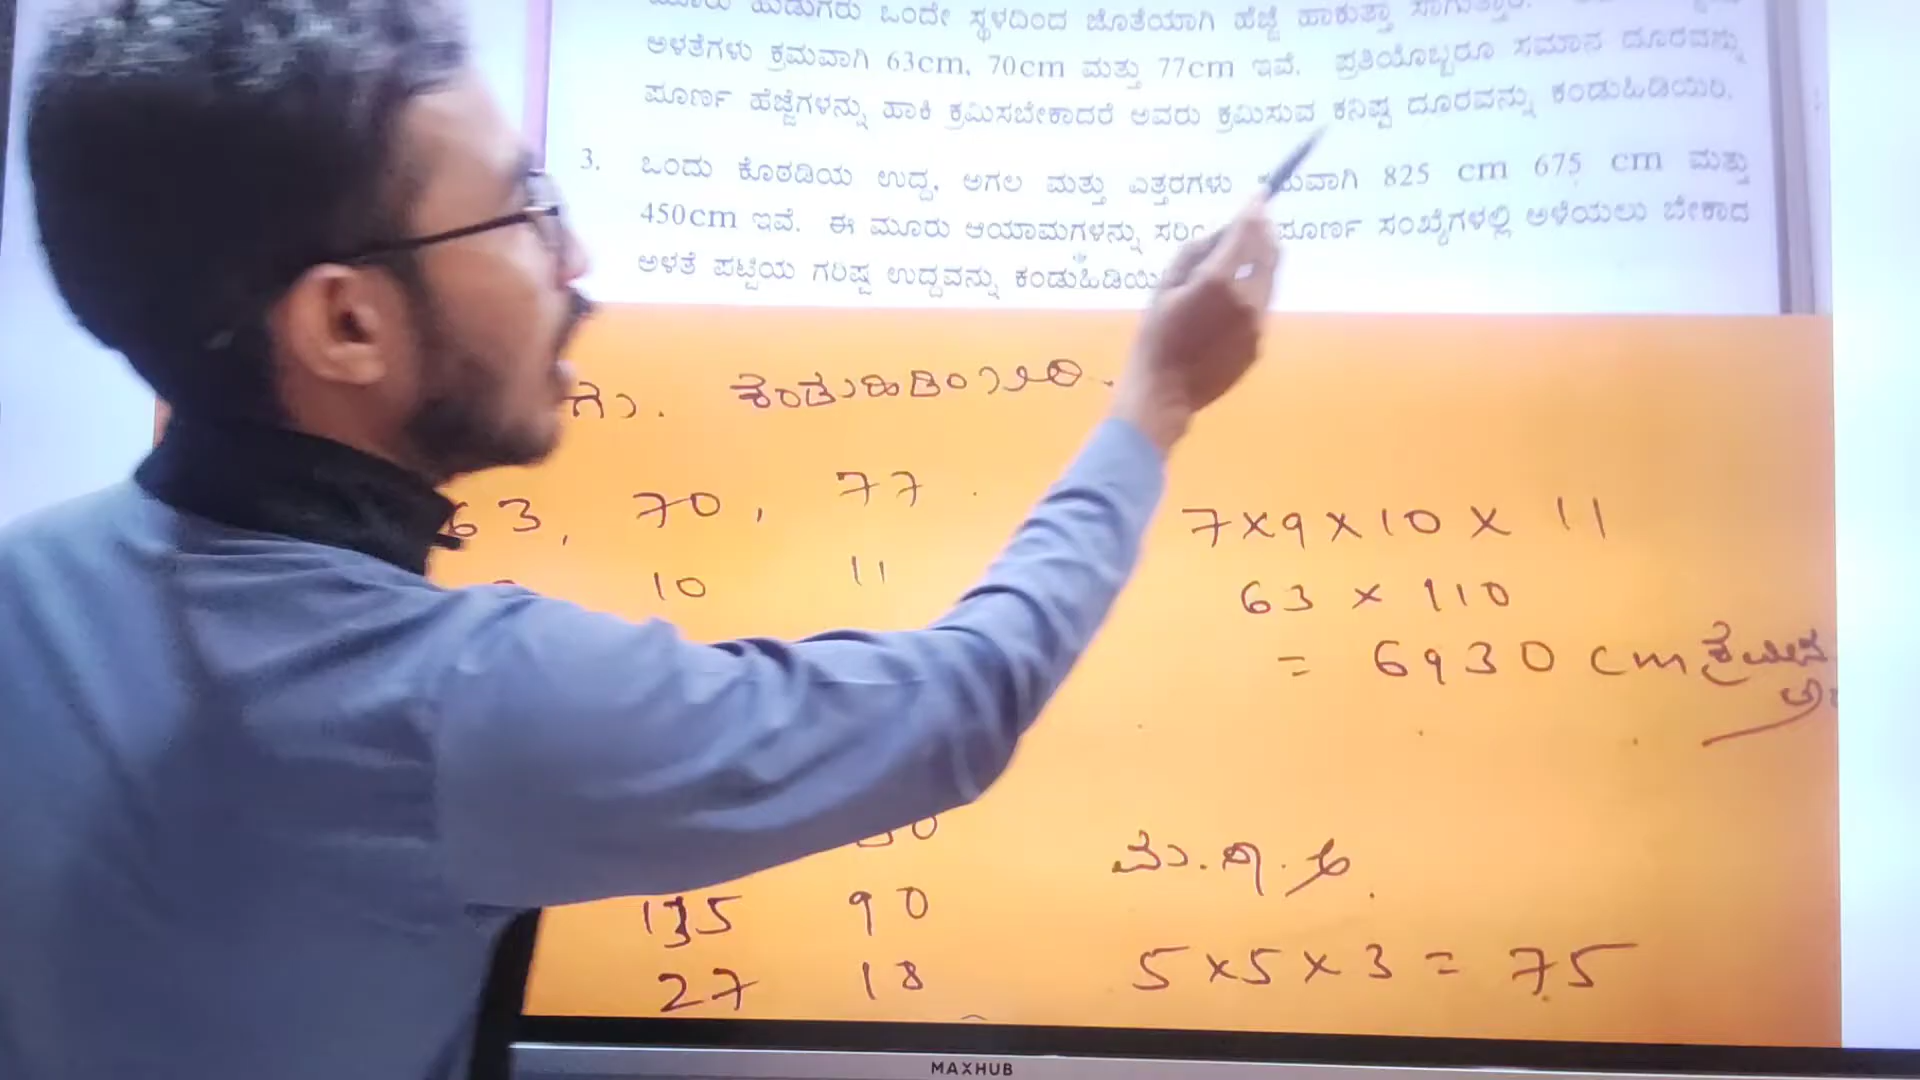 ಮೂರು ಹುಡುಗರು ಒಂದೇ ಸ್ಥಳದಿಂದ ಜೊತೆಯಾಗಿ ಹೆಜ್ಜೆ ಹಾಕುತ್ತಾ
ಅಳತೆಗಳು ಕ್ರಮವಾಗಿ 63cm, 70cm ಮತ್ತು 77cm ಇವೆ. ಪ್ರತಿಯೊಬ್ಬರೂ ಸಮಾನ ದೂರವನ್ನು
ಪೂರ್ಣ ಹೆಜ್ಜೆಗಳನ್ನು ಹಾಕಿ ಕ್ರಮಿಸಬೇಕಾದರೆ ಅವರು ಕ್ರಮಿಸುವ ಕನಿಷ್ಠ ದೂರವನ್ನು ಕಂಡುಹಿಡಿಯಿರಿ.
3. ಒಂದು ಕೊಠಡಿಯ ಉದ್ದ, ಅಗಲ ಮತ್ತು ಎತ್ತರಗಳು 825 cm 675 cm ಮತ್ತು
450cm ಇವೆ. ಈ ಮೂರು ಆಯಾಮಗಳನ್ನು ಪೂರ್ಣ ಸಂಖ್ಯೆಗಳಲ್ಲಿ ಅಳೆಯಲು ಬೇಕಾದ
ಅಳತೆ ಪಟ್ಟಿಯ ಗರಿಷ್ಠ ಉದ್ದವನ್ನು
63, 70, 77
10 11
7×9×10×11
63 × 110
= 6930 cm
135 90
27 18
5×5×3 = 75
MAXHUB